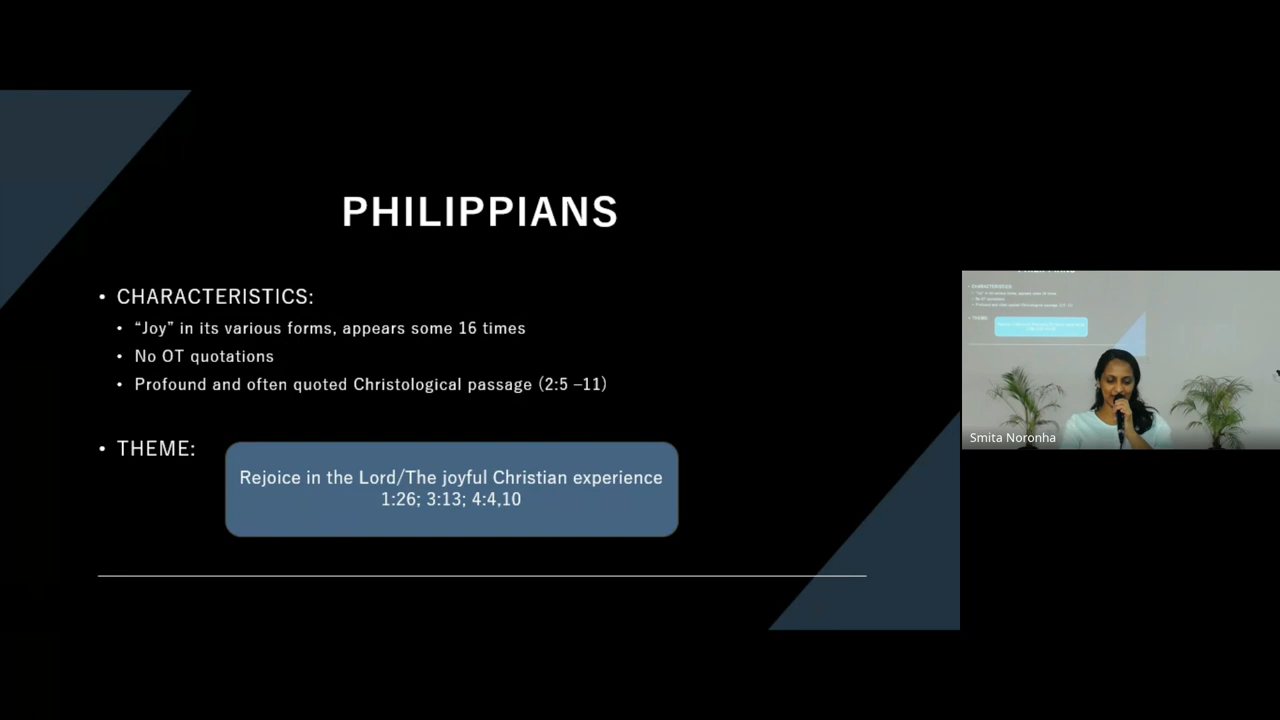 PHILIPPIANS
• CHARACTERISTICS:
• “Joy” in its various forms, appears some 16 times
• No OT quotations
• Profound and often quoted Christological passage (2:5 –11)
• THEME:
Rejoice in the Lord/The joyful Christian experience
1:26; 3:13; 4:4,10
CHARACTERISTICS:
THEME:
Smita Noronha